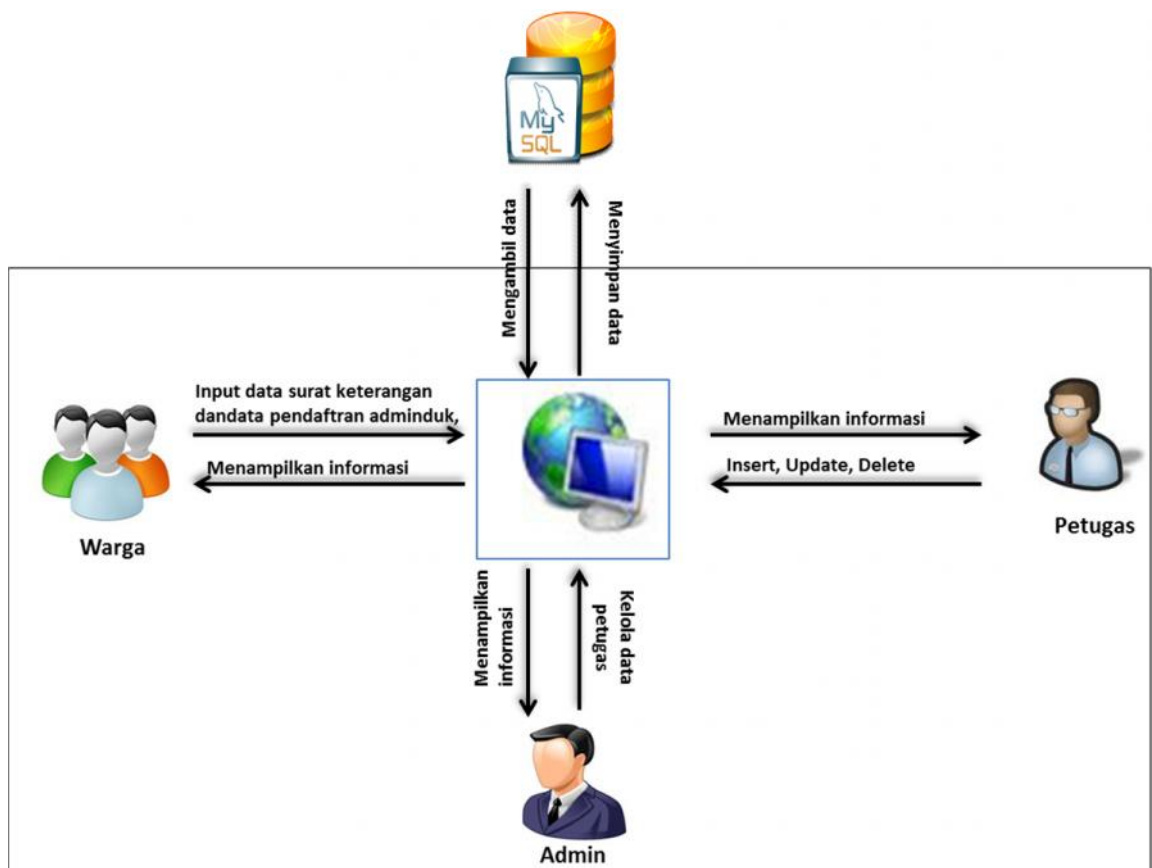 My
SQL
Mengambil data
Menyimpan data
Input data surat keterangan
dandata pendaftran adminduk,
Menampilkan informasi
Warga
Menampilkan informasi
Insert, Update, Delete
Petugas
Menampilkan
informasi
Kelola data
petugas
Admin